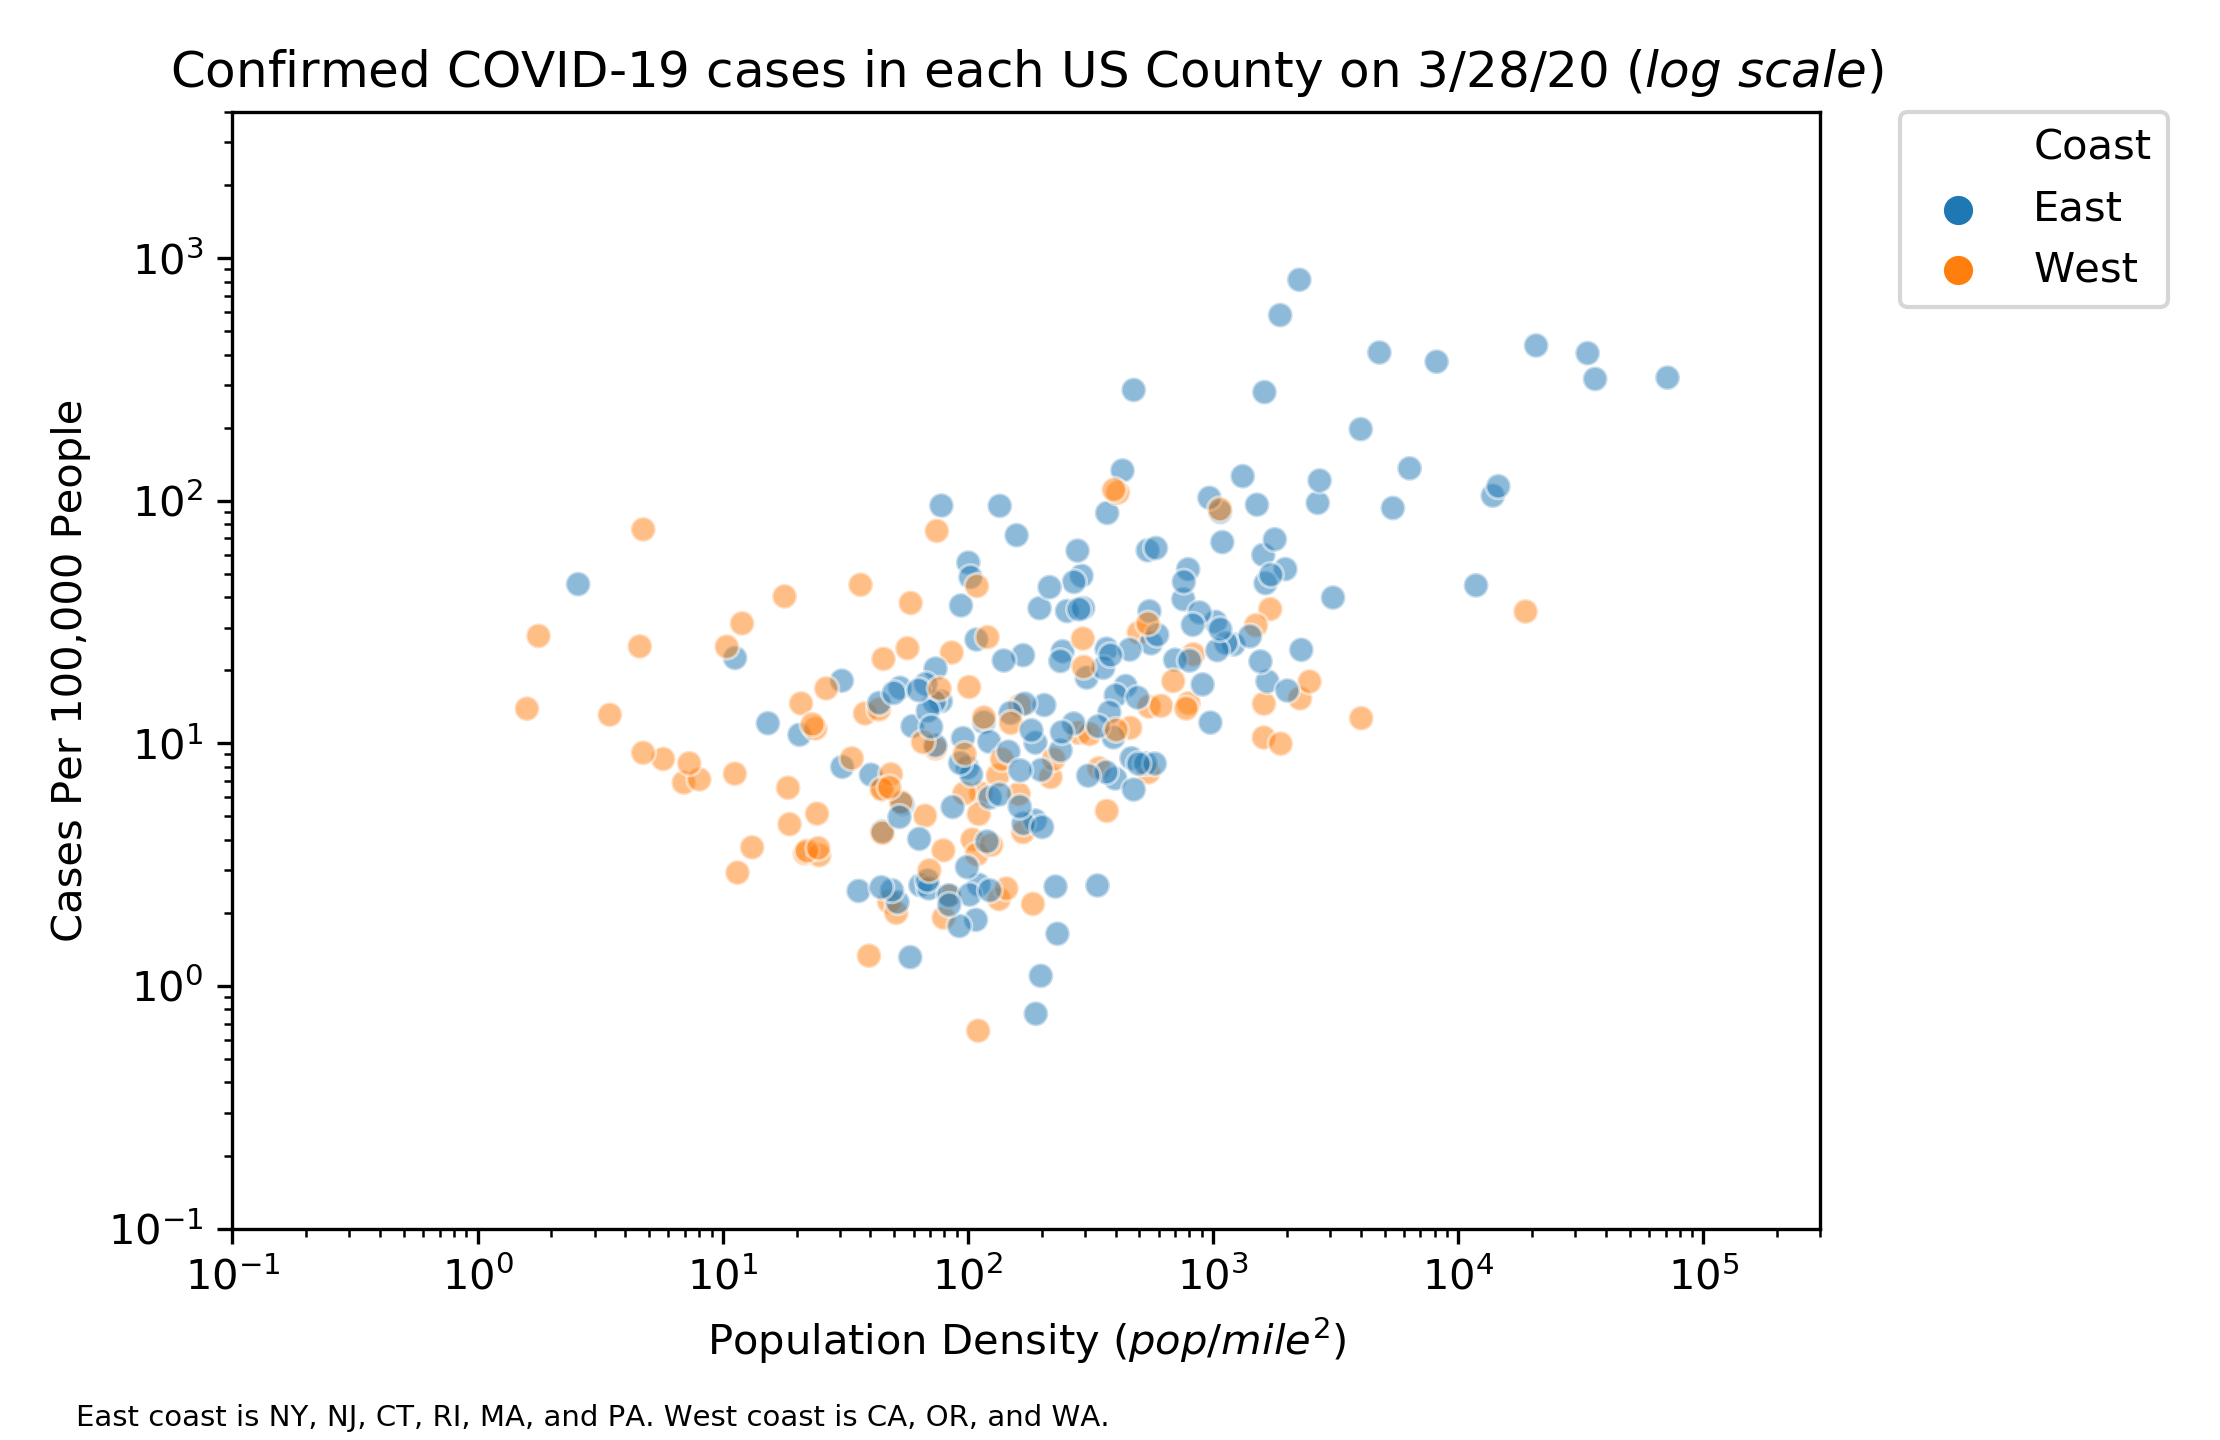 Confirmed COVID-19 cases in each US County on 3/28/20 (log scale)
Coast
East
West
Cases Per 100,000 People
10³
10²
10¹
10⁰
10⁻¹
10⁻¹ 10⁰ 10¹ 10² 10³ 10⁴ 10⁵
Population Density (pop/mile²)
East coast is NY, NJ, CT, RI, MA, and PA. West coast is CA, OR, and WA.